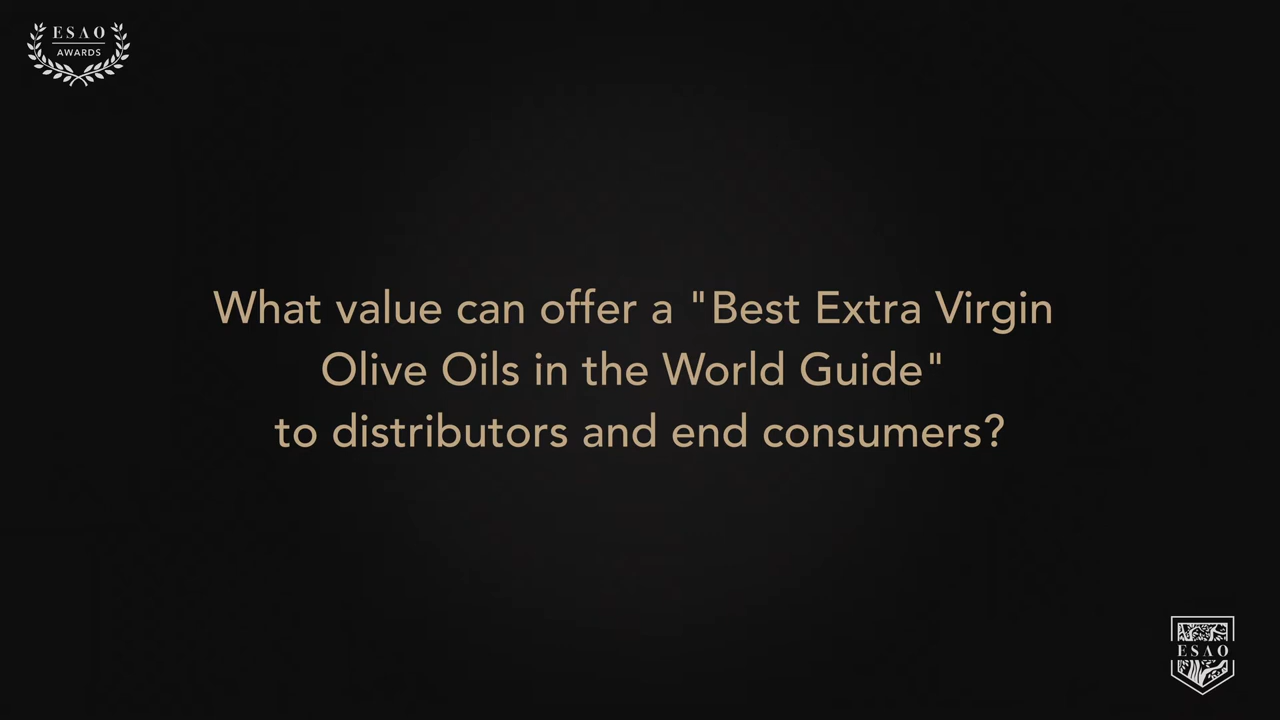 ESAO
AWARDS
What value can offer a "Best Extra Virgin
Olive Oils in the World Guide"
to distributors and end consumers?
ESAO